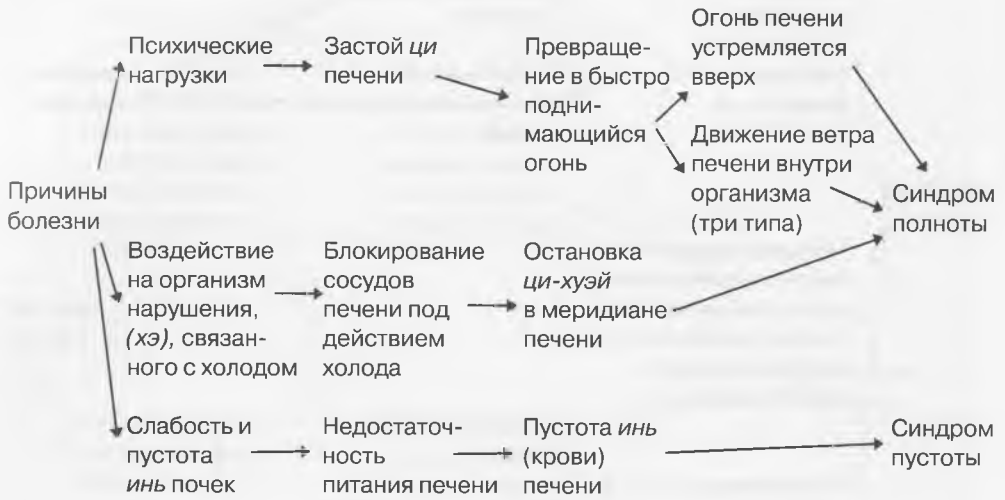 Причины
болезни
Психические
нагрузки
Застой ци
печени
Превраще-
ние в быстро
подни-
мающийся
огонь
Огонь печени
устремляется
вверх
Движение ветра
печени внутри
организма
(три типа)
Синдром
полноты
Воздействие
на организм
нарушения,
(хэ), связан-
ного с холодом
Блокирование
сосудов
печени под
действием
холода
Остановка
ци-хуэй
в меридиане
печени
Слабость и
пустота
инь почек
Недостаточ-
ность
питания печени
Пустота инь
(крови)
печени
Синдром
пустоты